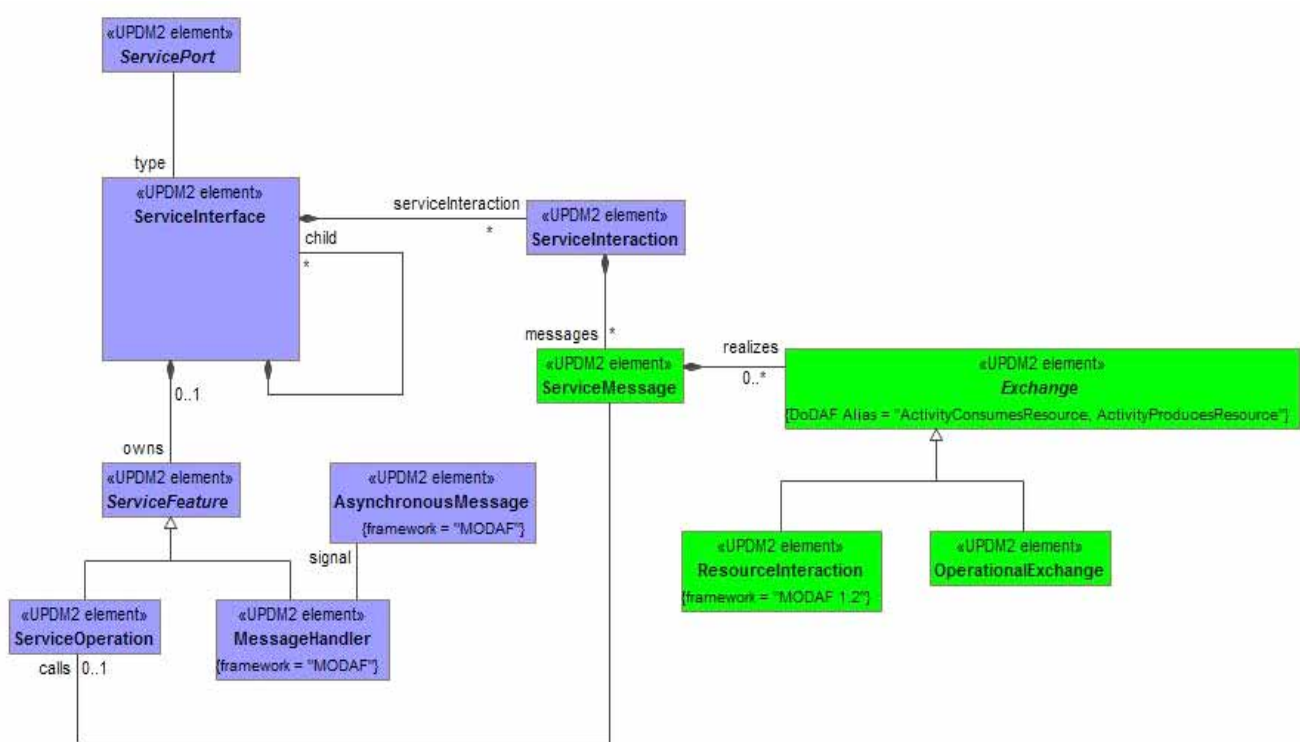 «UPDM2 element»
ServicePort
type
«UPDM2 element»
ServiceInterface
serviceInteraction
*
child
*
«UPDM2 element»
ServiceInteraction
messages *
«UPDM2 element»
ServiceMessage
realizes
0..*
«UPDM2 element»
Exchange
{DoDAF Alias = "ActivityConsumesResource, ActivityProducesResource"}
0..1
owns
«UPDM2 element»
ServiceFeature
«UPDM2 element»
AsynchronousMessage
{framework = "MODAF"}
signal
«UPDM2 element»
ResourceInteraction
{framework = "MODAF 1.2"}
«UPDM2 element»
OperationalExchange
«UPDM2 element»
ServiceOperation
calls 0..1
«UPDM2 element»
MessageHandler
{framework = "MODAF"}